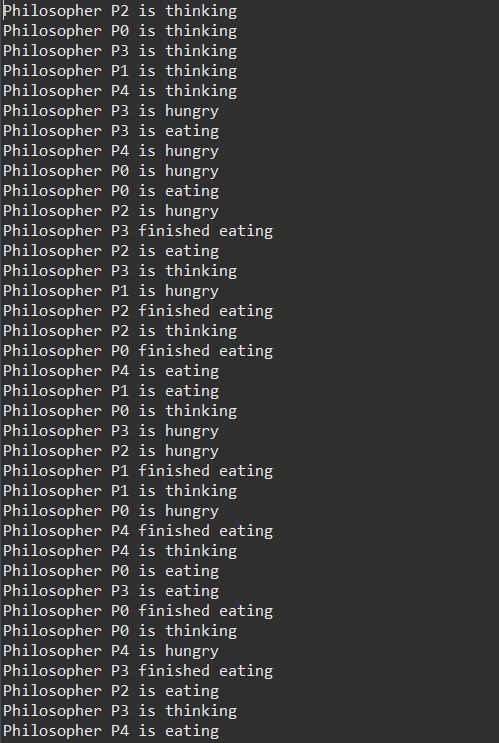 Philosopher P2 is thinking
Philosopher P0 is thinking
Philosopher P3 is thinking
Philosopher P1 is thinking
Philosopher P4 is thinking
Philosopher P3 is hungry
Philosopher P3 is eating
Philosopher P4 is hungry
Philosopher P0 is hungry
Philosopher P0 is eating
Philosopher P2 is hungry
Philosopher P3 finished eating
Philosopher P2 is eating
Philosopher P3 is thinking
Philosopher P1 is hungry
Philosopher P2 finished eating
Philosopher P2 is thinking
Philosopher P0 finished eating
Philosopher P4 is eating
Philosopher P1 is eating
Philosopher P0 is thinking
Philosopher P3 is hungry
Philosopher P2 is hungry
Philosopher P1 finished eating
Philosopher P1 is thinking
Philosopher P0 is hungry
Philosopher P4 finished eating
Philosopher P4 is thinking
Philosopher P0 is eating
Philosopher P3 is eating
Philosopher P0 finished eating
Philosopher P0 is thinking
Philosopher P4 is hungry
Philosopher P3 finished eating
Philosopher P2 is eating
Philosopher P3 is thinking
Philosopher P4 is eating